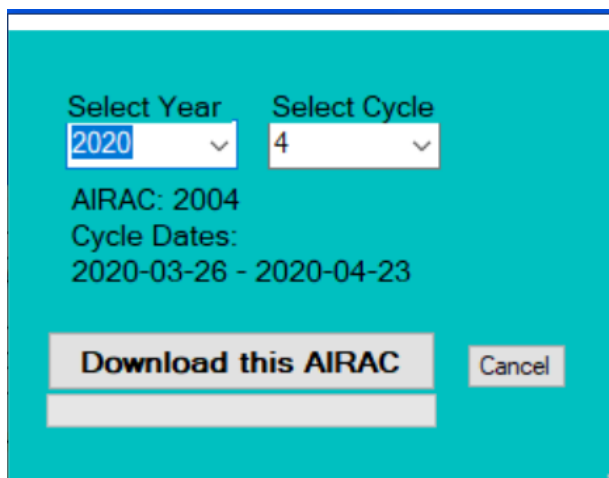 Select Year Select Cycle
2020 4
AIRAC: 2004
Cycle Dates:
2020-03-26 - 2020-04-23
Download this AIRAC Cancel